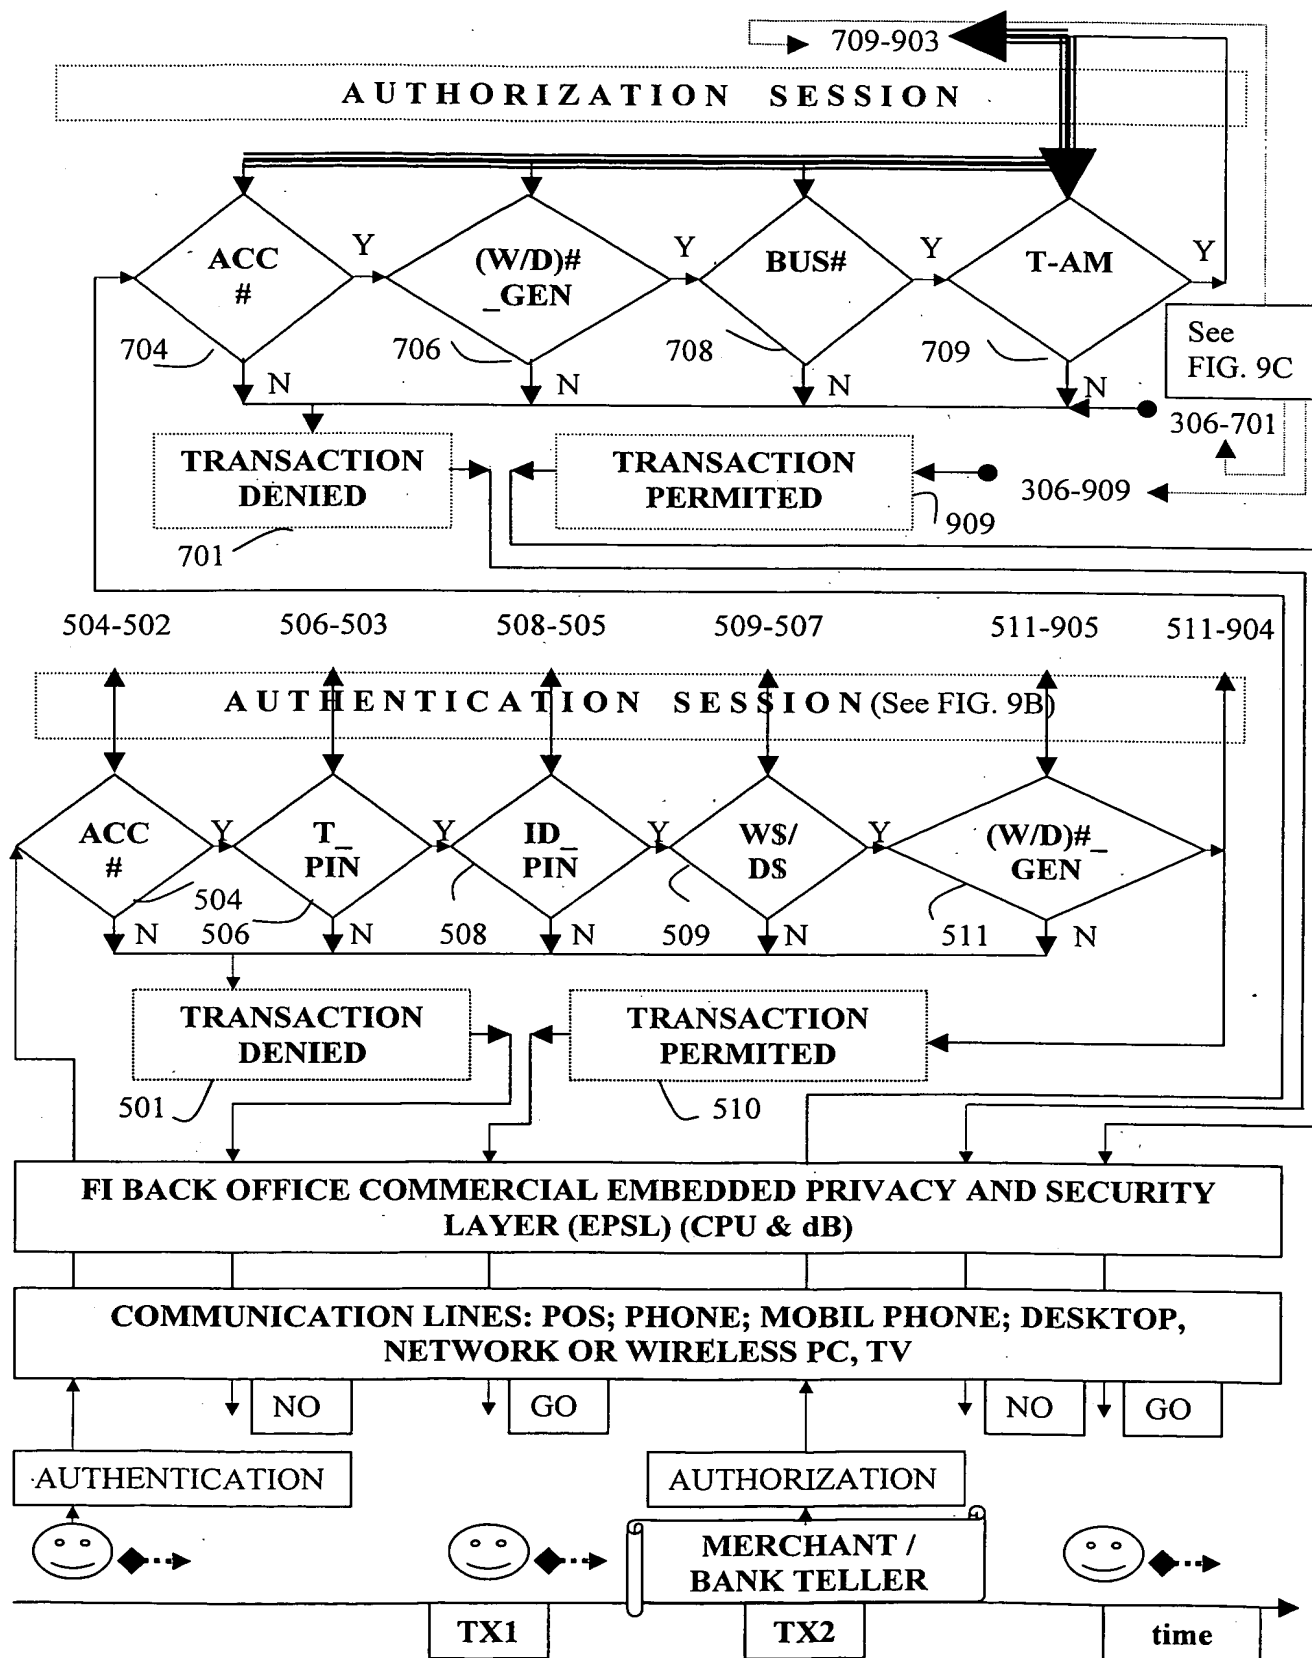 709-903
AUTHORIZATION SESSION
ACC
#
Y
(W/D)#
_GEN
Y
BUS#
Y
T-AM
Y
704
706
708
709
See
FIG. 9C
N
N
N
N
306-701
TRANSACTION
DENIED
TRANSACTION
PERMITED
306-909
701
909
504-502
506-503
508-505
509-507
511-905
511-904
AUTHENTICATION SESSION (See FIG. 9B)
ACC
#
Y
T_
PIN
Y
ID_
PIN
Y
W$/
D$
Y
(W/D)#_
GEN
504
506
508
509
511
N
N
N
N
N
TRANSACTION
DENIED
TRANSACTION
PERMITED
501
510
FI BACK OFFICE COMMERCIAL EMBEDDED PRIVACY AND SECURITY
LAYER (EPSL) (CPU & dB)
COMMUNICATION LINES: POS; PHONE; MOBIL PHONE; DESKTOP,
NETWORK OR WIRELESS PC, TV
NO
GO
NO
GO
AUTHENTICATION
AUTHORIZATION
MERCHANT /
BANK TELLER
TX1
TX2
time